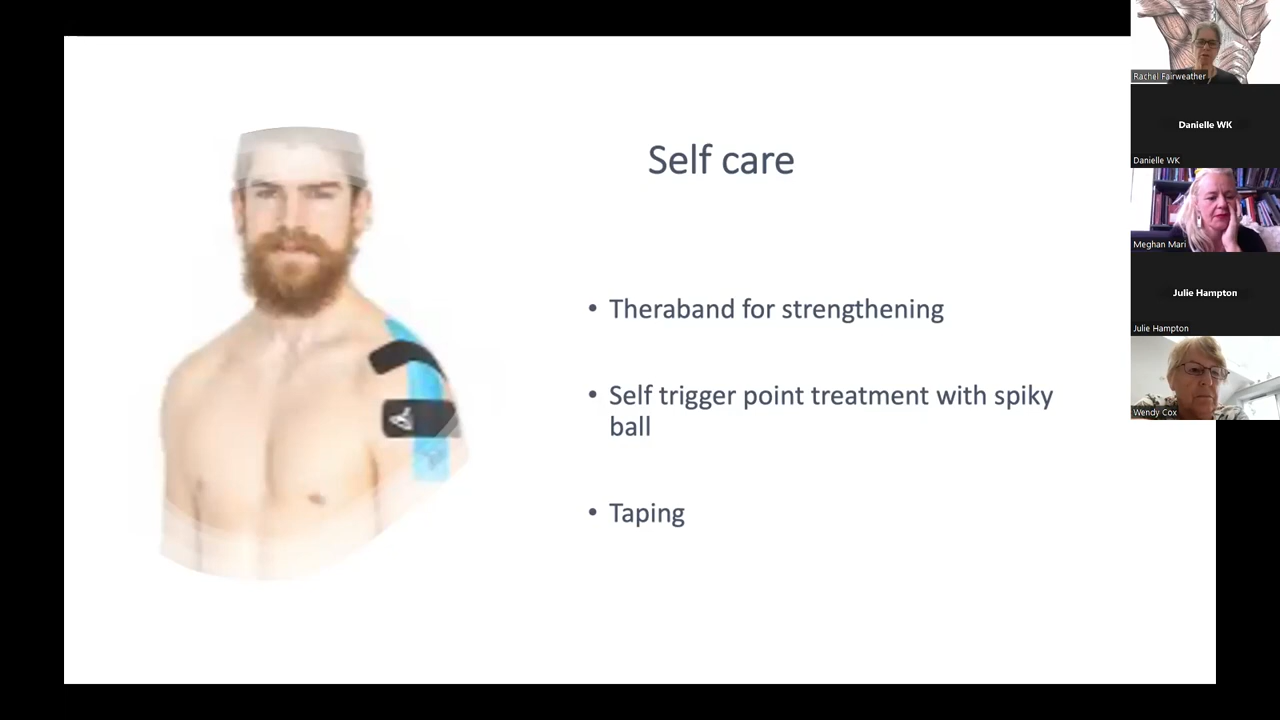 Self care
• Theraband for strengthening
• Self trigger point treatment with spiky
ball
• Taping
Rachel Fairweather
Danielle WK
Danielle WK
Meghan Mari
Julie Hampton
Julie Hampton
Wendy Cox